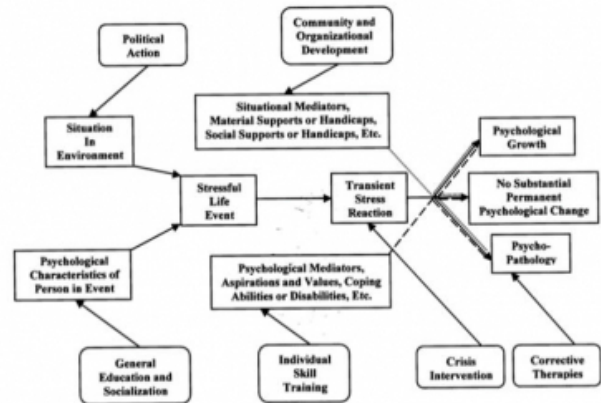 Political
Action
Community and
Organizational
Development
Situation
In
Environment
Situational Mediators,
Material Supports or Handicaps,
Social Supports or Handicaps, Etc.
Psychological
Growth
Stressful
Life
Event
Transient
Stress
Reaction
No Substantial
Permanent
Psychological Change
Psychological
Characteristics of
Person in Event
Psychological Mediators,
Aspirations and Values, Coping
Abilities or Disabilities, Etc.
Psycho-
Pathology
General
Education and
Socialization
Individual
Skill
Training
Crisis
Intervention
Corrective
Therapies